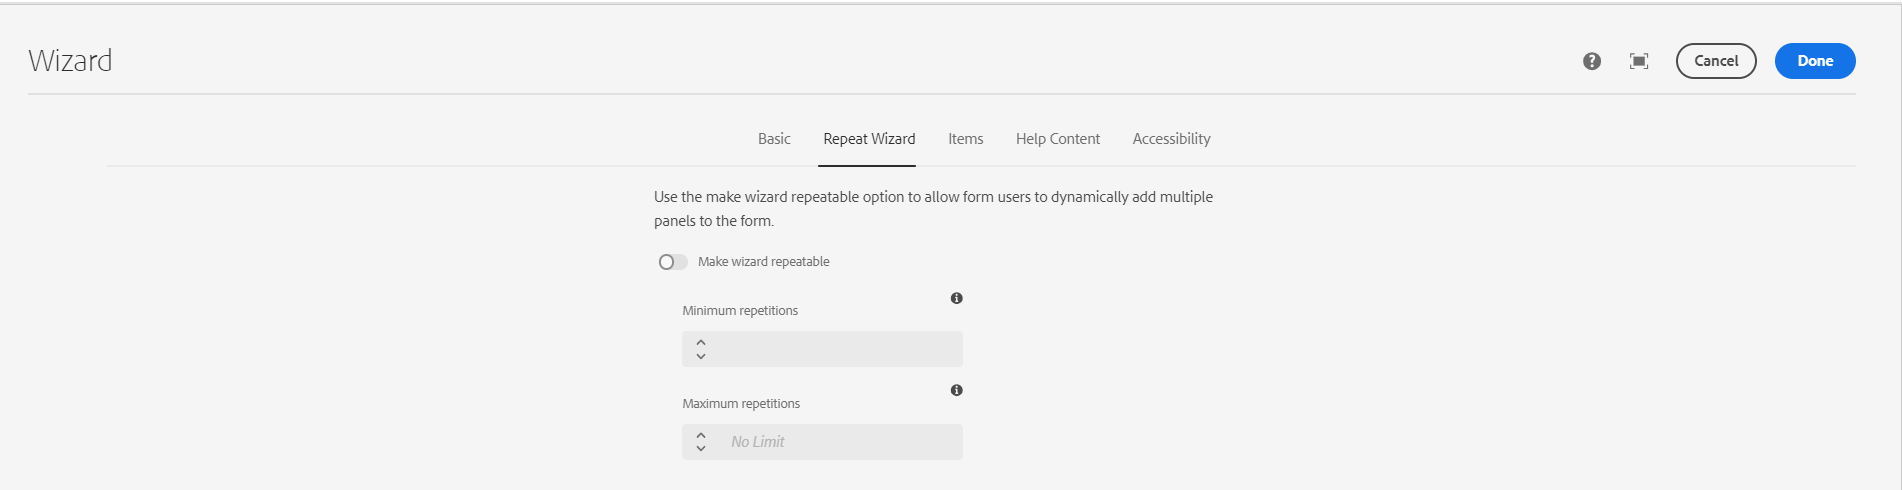 Wizard
Cancel
Done
Basic
Repeat Wizard
Items
Help Content
Accessibility
Use the make wizard repeatable option to allow form users to dynamically add multiple
panels to the form.
Make wizard repeatable
Minimum repetitions
Maximum repetitions
No Limit